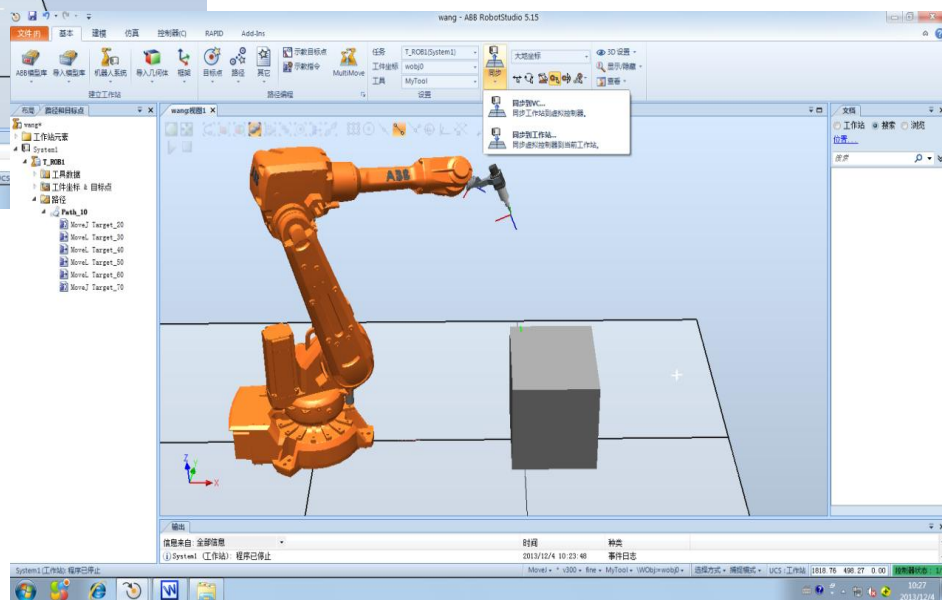 wang - ABB RobotStudio 5.15
文件(F) 基本 建模 仿真 控制器(C) RAPID Add-Ins
ABB模型库 导入模型库 机器人系统 导入几何体 框架 目标点 路径 其它 示教目标点 示教指令 MultiMove
任务 T_ROB1(System1)
工件坐标 wobj0
工具 MyTool
同步 大地坐标
3D 设置
显示/隐藏
查看
建立工作站 路径编程 设置
同步到VC...
同步工作站到虚拟控制器。
同步到工作站...
同步虚拟控制器到当前工作站。
布局 路径和目标点
wang:视图1
文档
wang*
工作站元素
System1
T_ROB1
工具数据
工件坐标 & 目标点
路径
Path_10
MoveJ Target_20
MoveL Target_30
MoveL Target_40
MoveL Target_50
MoveL Target_60
MoveJ Target_70
工作站 搜索 浏览
位置...
搜索
UCS
ABB
Z
Y
X
输出
信息来自: 全部信息 时间 种类
System1 (工作站): 程序已停止 2013/12/4 10:23:48 事件日志
System1 (工作站): 程序已停止 MoveL * v300 fine MyTool \WObj:=wobj0 选择方式 捕捉模式 UCS:工作站 1818.76 498.27 0.00 控制器状态: 1/
10:27
2013/12/4